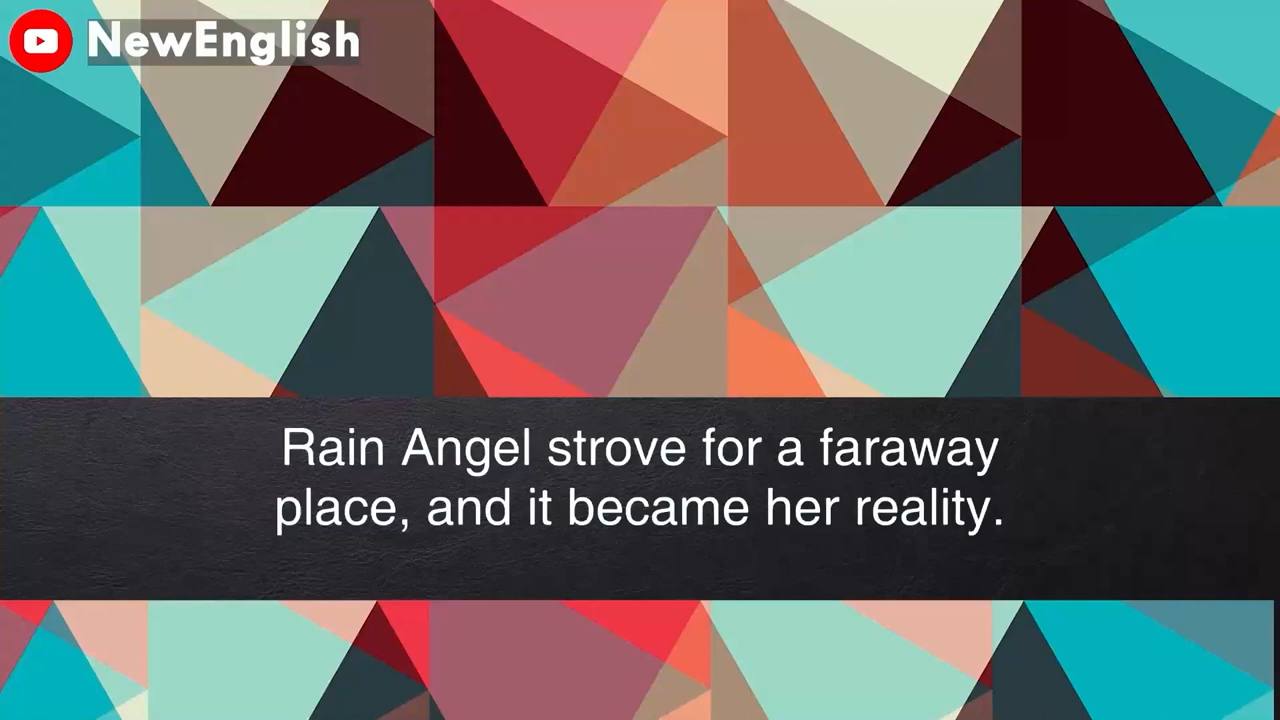 NewEnglish
Rain Angel strove for a faraway
place, and it became her reality.